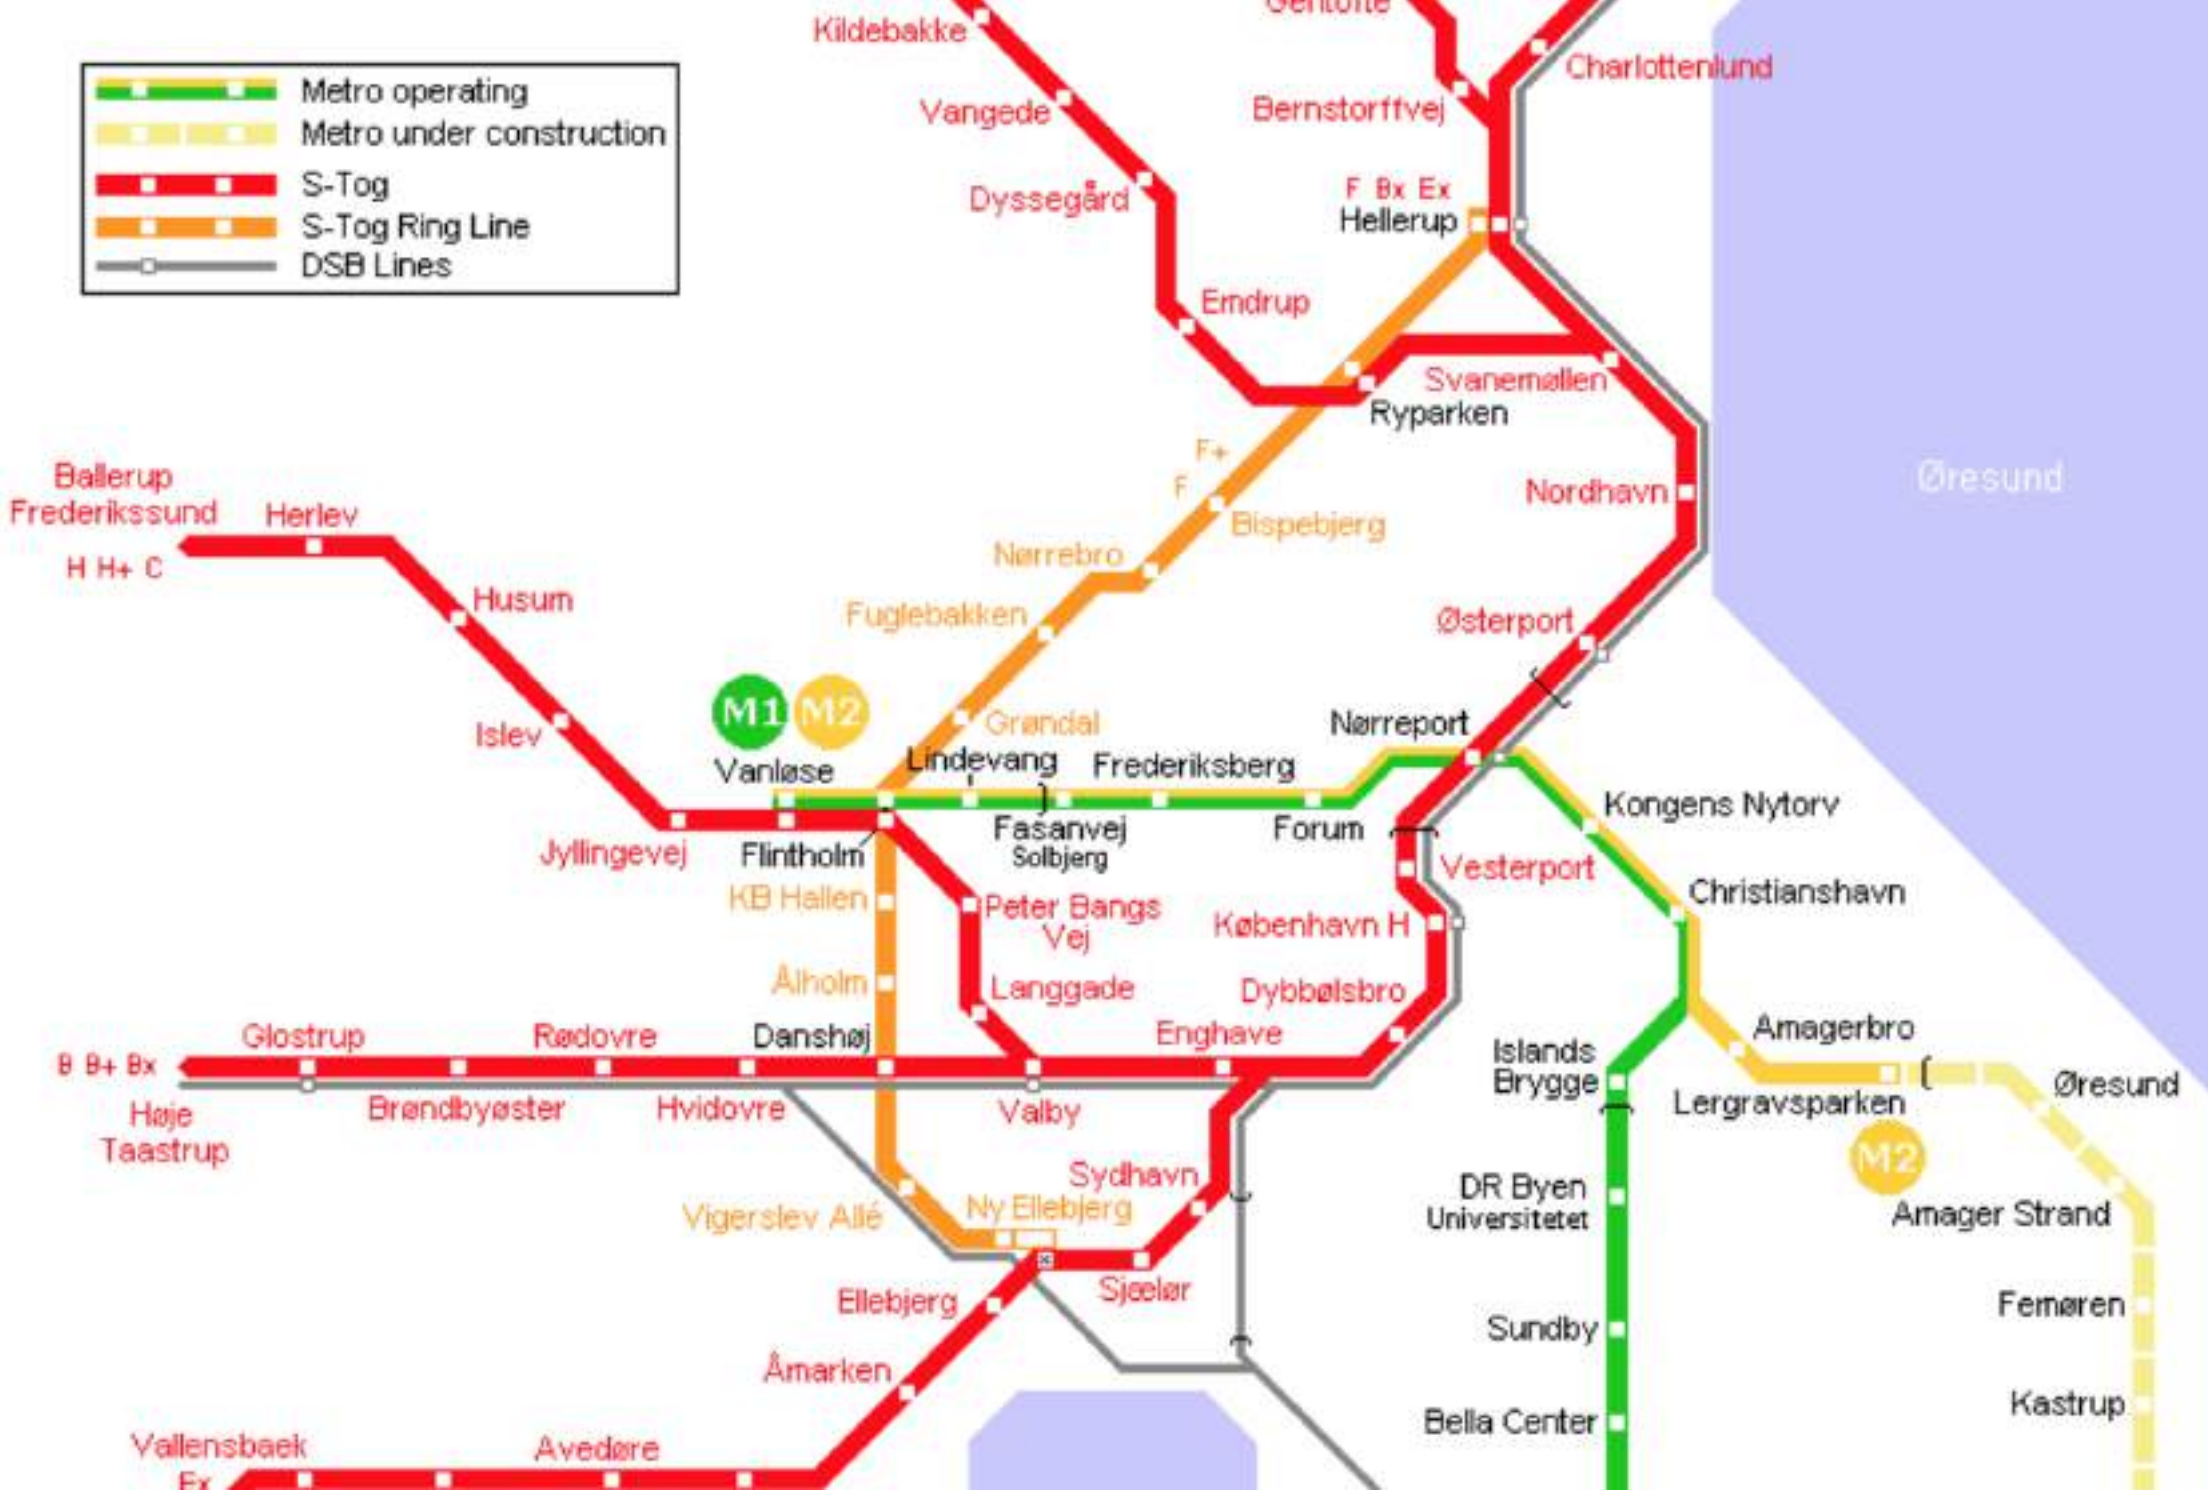 Gentofte
Kildebakke
Charlottenlund
Metro operating
Metro under construction
S-Tog
S-Tog Ring Line
DSB Lines
Vangede
Bernstorffvej
Dyssegård
F Bx Ex
Hellerup
Emdrup
Svanemøllen
Ryparken
F+
F
Ballerup
Frederikssund
H H+ C
Herlev
Nordhavn
Øresund
Bispebjerg
Nørrebro
Husum
Fuglebakken
Østerport
M1 M2
Islev
Grøndal
Nørreport
Vanløse
Lindevang
Frederiksberg
Kongens Nytorv
Jyllingevej
Flintholm
Fasanvej
Solbjerg
Forum
Vesterport
KB Hallen
Peter Bangs
Vej
København H
Christianshavn
Ålholm
Langgade
Dybbølsbro
Glostrup
Rødovre
Danshøj
Enghave
Islands
Brygge
Amagerbro
B B+ Bx
Høje
Taastrup
Brøndbyøster
Hvidovre
Valby
Lergravsparken
Øresund
M2
Sydhavn
DR Byen
Universitetet
Vigerslev Allé
Ny Ellebjerg
Amager Strand
Ellebjerg
Sjælør
Sundby
Femøren
Åmarken
Bella Center
Kastrup
Vallensbaek
Ex
Avedøre